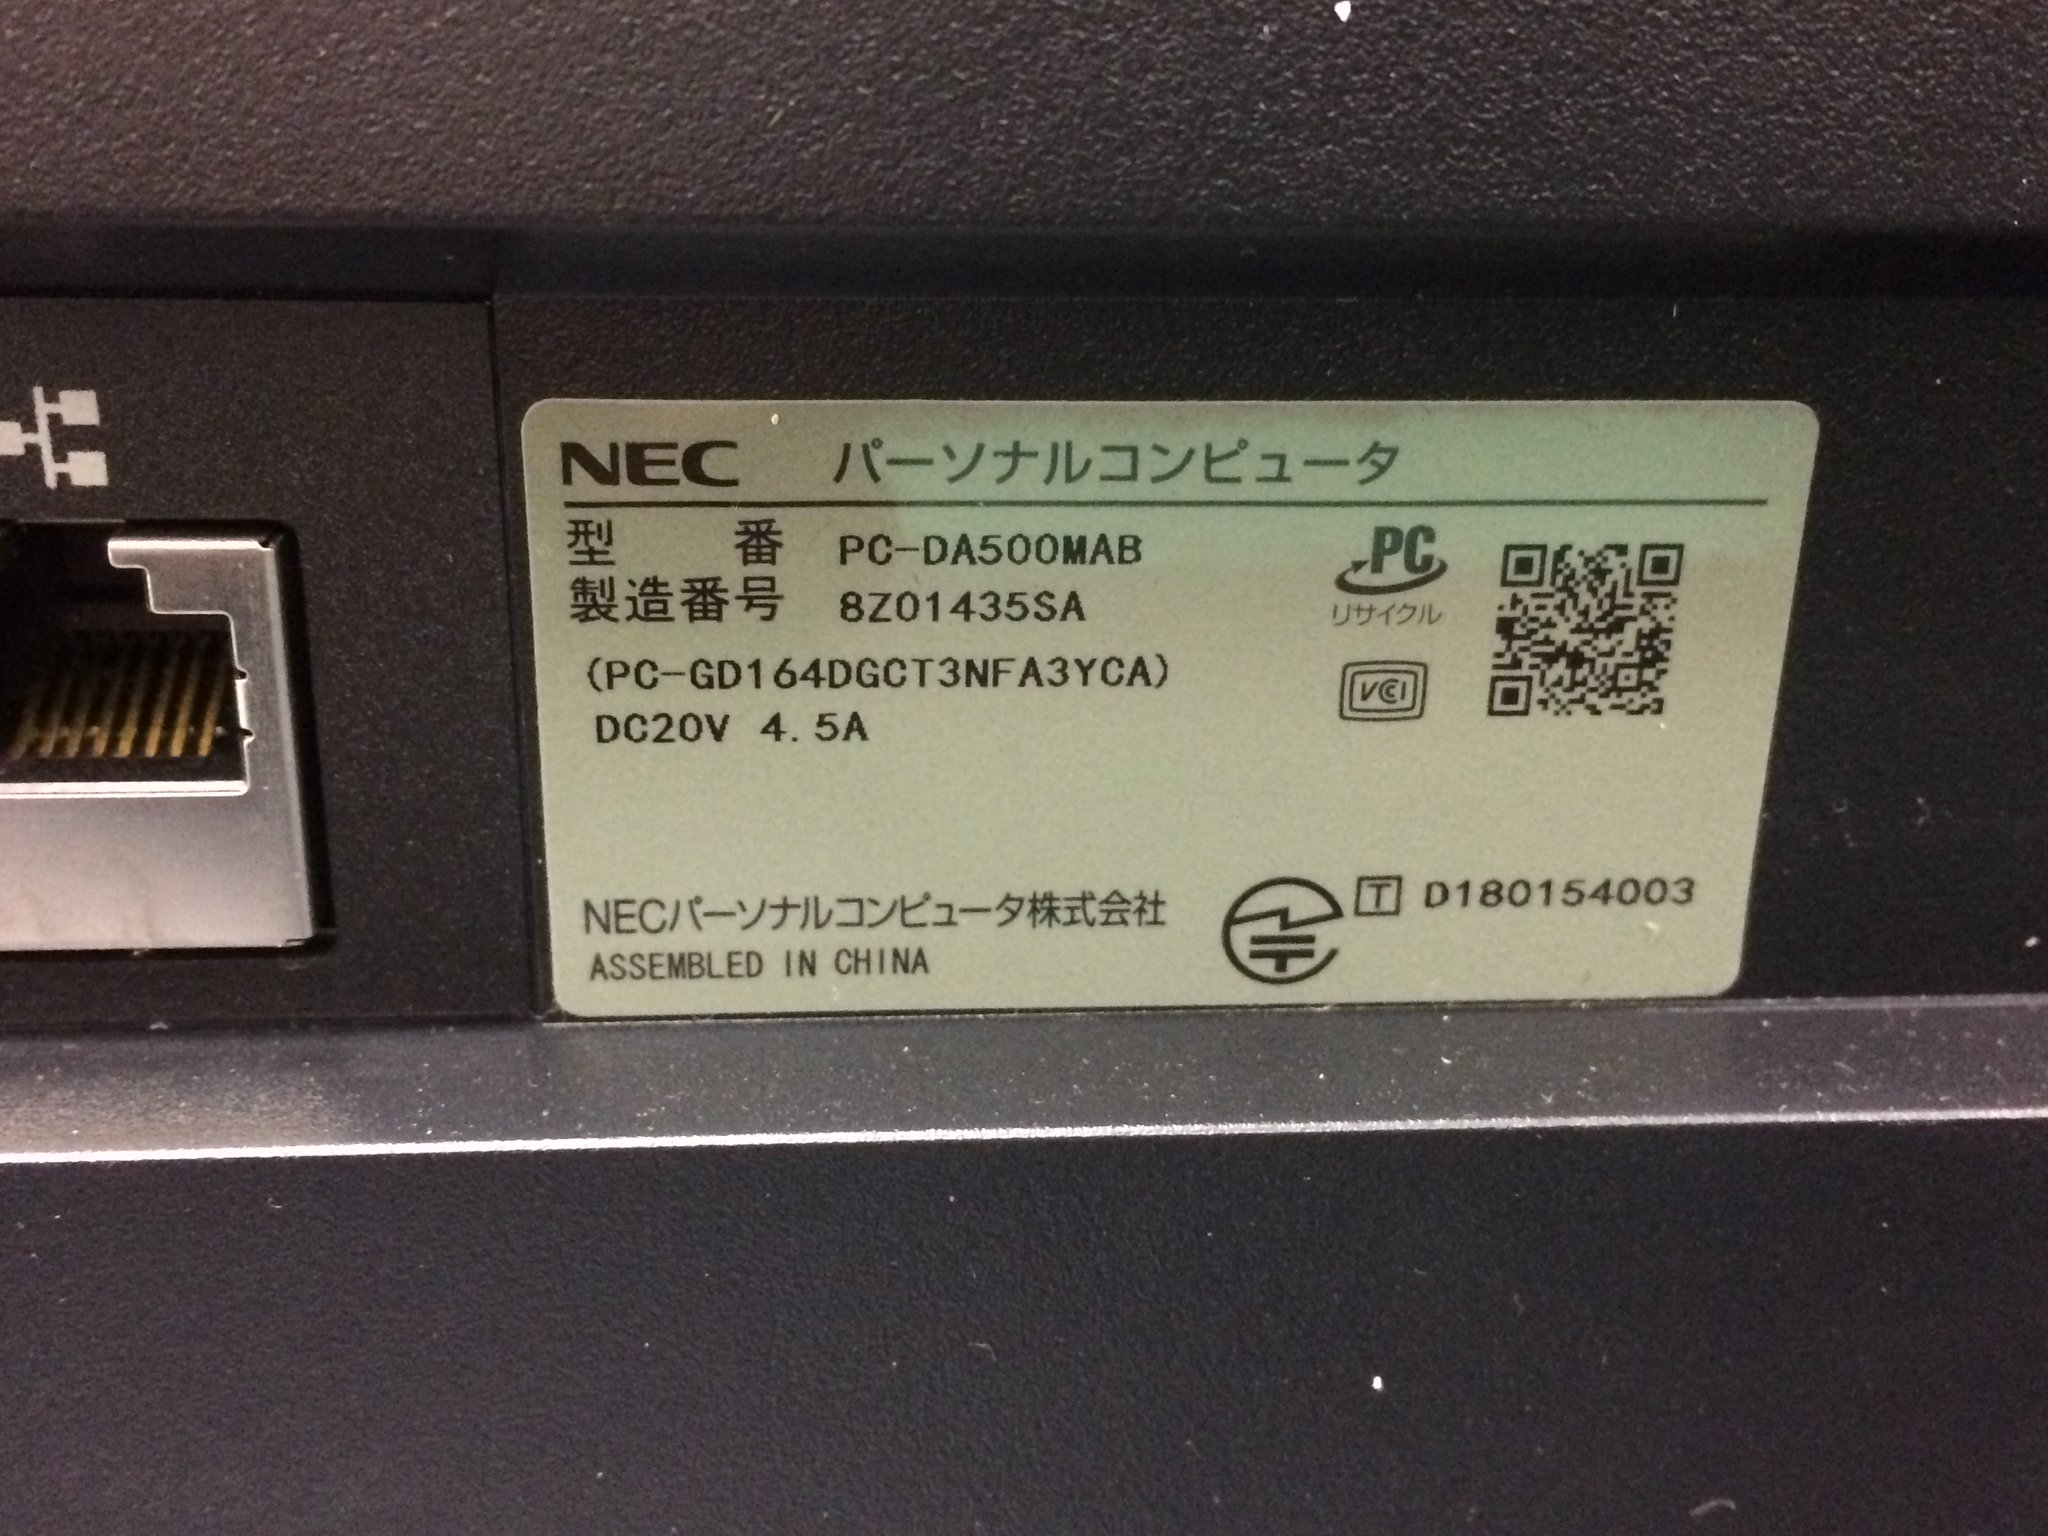 NEC パーソナルコンピュータ
型 番 PC-DA500MAB
製造番号 8Z01435SA
(PC-GD164DGCT3NFA3YCA)
DC20V 4.5A
PC
リサイクル
VCCI
NECパーソナルコンピュータ株式会社
ASSEMBLED IN CHINA
T D180154003